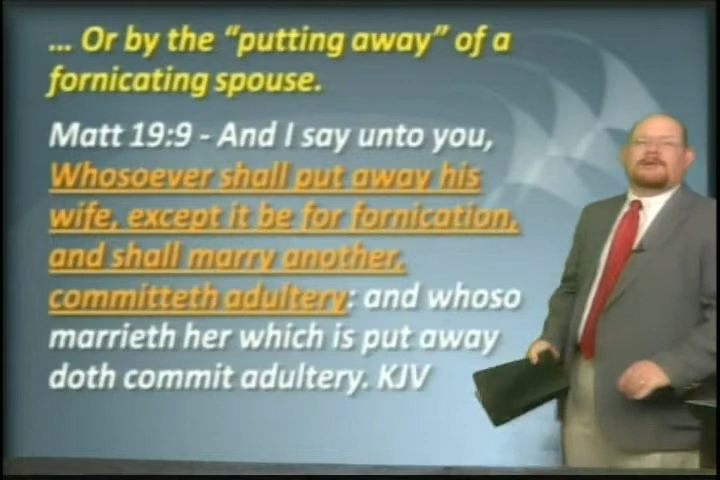 ... Or by the “putting away” of a
fornicating spouse.
Matt 19:9 - And I say unto you,
Whosoever shall put away his
wife, except it be for fornication,
and shall marry another,
committeth adultery: and whoso
marrieth her which is put away
doth commit adultery. KJV